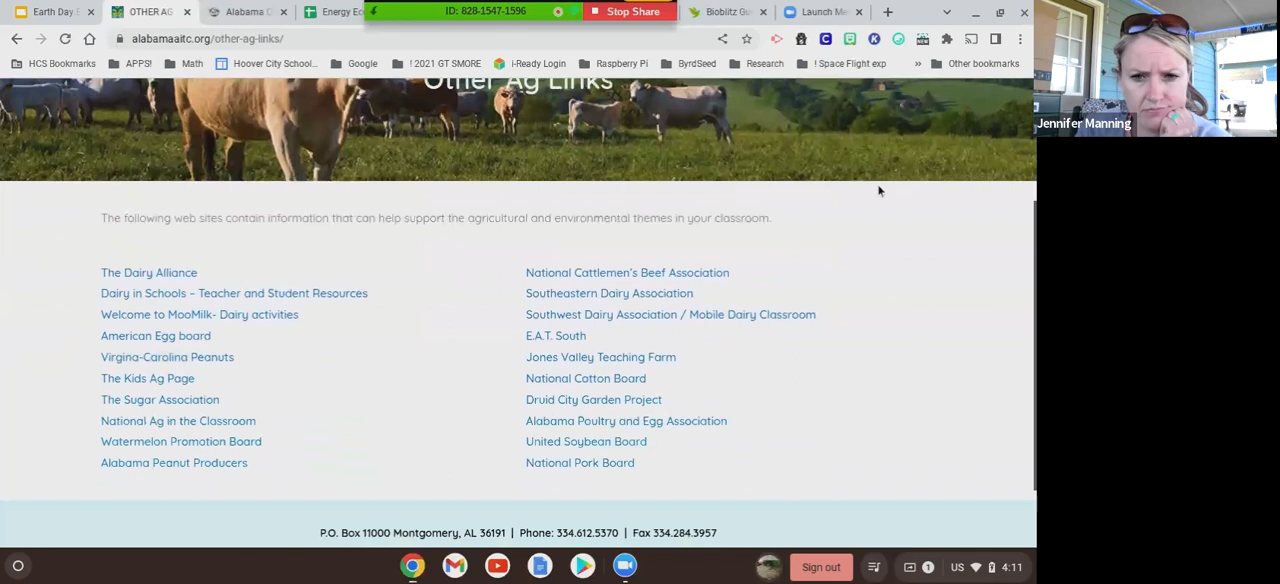 Earth Day E
OTHER AG
Alabama D
Energy Ec
ID: 828-1547-1596
Stop Share
Bioblitz Gu
Launch Me
alabamaaitc.org/other-ag-links/
HCS Bookmarks
APPS!
Math
Hoover City School...
Google
! 2021 GT SMORE
i-Ready Login
Raspberry Pi
ByrdSeed
Research
! Space Flight exp
»
Other bookmarks
Jennifer Manning
Other Ag Links
The following web sites contain information that can help support the agricultural and environmental themes in your classroom.
The Dairy Alliance
Dairy in Schools – Teacher and Student Resources
Welcome to MooMilk- Dairy activities
American Egg board
Virgina-Carolina Peanuts
The Kids Ag Page
The Sugar Association
National Ag in the Classroom
Watermelon Promotion Board
Alabama Peanut Producers
National Cattlemen's Beef Association
Southeastern Dairy Association
Southwest Dairy Association / Mobile Dairy Classroom
E.A.T. South
Jones Valley Teaching Farm
National Cotton Board
Druid City Garden Project
Alabama Poultry and Egg Association
United Soybean Board
National Pork Board
P.O. Box 11000 Montgomery, AL 36191 | Phone: 334.612.5370 | Fax 334.284.3957
Sign out
1
US
4:11